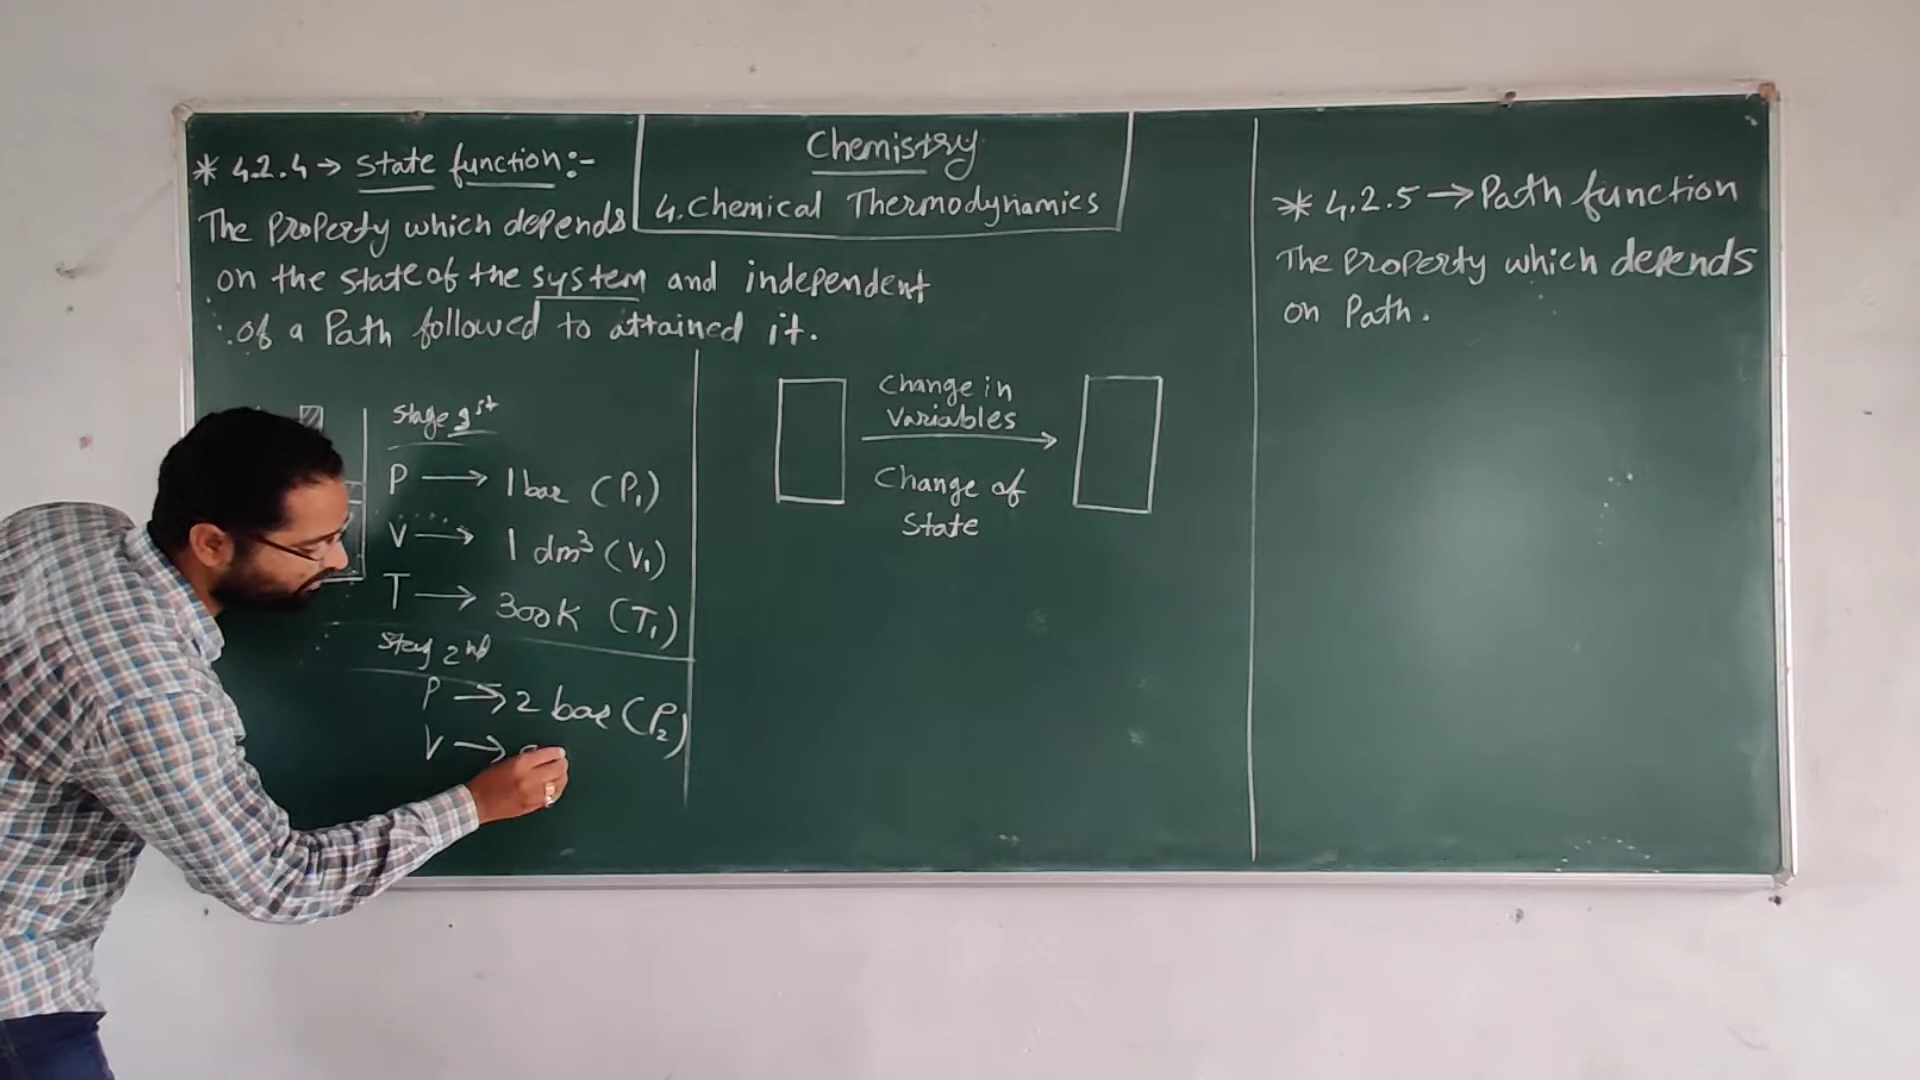 Chemistry
4. Chemical Thermodynamics
* 4.2.4 → State function:-
The Property which depends
on the state of the system and independent
of a Path followed to attained it.
Stage 1st
P → 1 bar (P₁)
V → 1 dm³ (V₁)
T → 300K (T₁)
2nd
P → 2 bar (P₂)
V →
Change in
Variables
Change of
State
* 4.2.5 → Path function
The Property which depends
on Path.